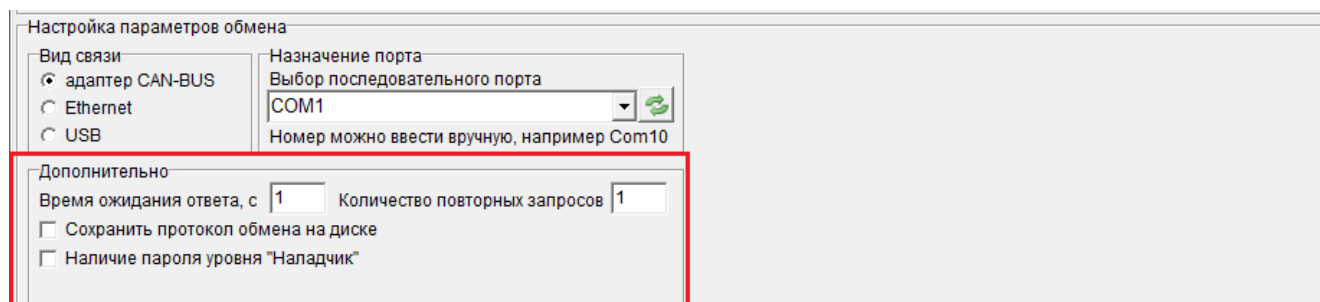 Настройка параметров обмена
Вид связи
адаптер CAN-BUS
Ethernet
USB
Назначение порта
Выбор последовательного порта
COM1
Номер можно ввести вручную, например Com10
Дополнительно
Время ожидания ответа, с 1 Количество повторных запросов 1
Сохранить протокол обмена на диске
Наличие пароля уровня "Наладчик"